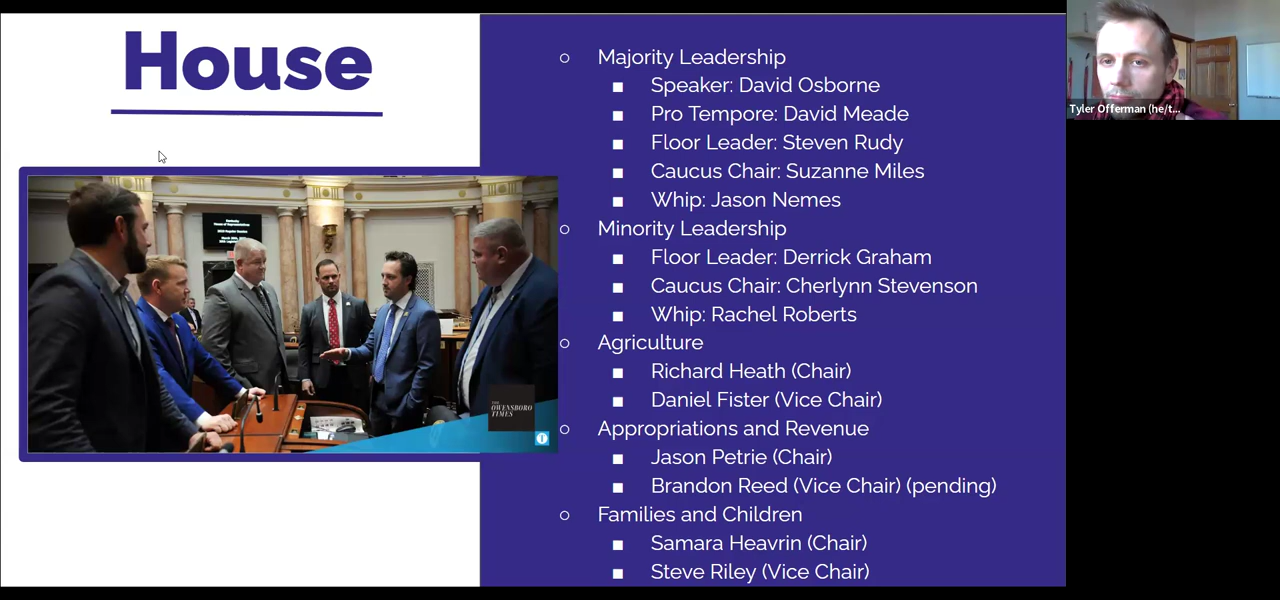 House
○ Majority Leadership
■ Speaker: David Osborne
■ Pro Tempore: David Meade
■ Floor Leader: Steven Rudy
■ Caucus Chair: Suzanne Miles
■ Whip: Jason Nemes
○ Minority Leadership
■ Floor Leader: Derrick Graham
■ Caucus Chair: Cherlynn Stevenson
■ Whip: Rachel Roberts
○ Agriculture
■ Richard Heath (Chair)
■ Daniel Fister (Vice Chair)
○ Appropriations and Revenue
■ Jason Petrie (Chair)
■ Brandon Reed (Vice Chair) (pending)
○ Families and Children
■ Samara Heavrin (Chair)
■ Steve Riley (Vice Chair)
THE
OWENSBORO
TIMES
Tyler Offerman (he/t...